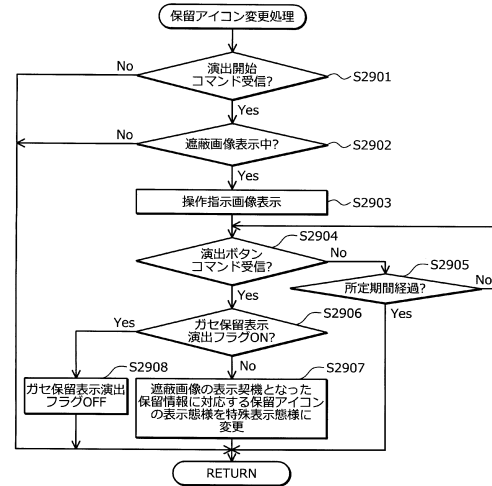 保留アイコン変更処理
No
演出開始
コマンド受信?
S2901
Yes
No
遮蔽画像表示中?
S2902
Yes
操作指示画像表示
S2903
S2904
演出ボタン
コマンド受信?
No
S2905
所定期間経過?
No
Yes
Yes
S2906
Yes
ガセ保留表示
演出フラグON?
S2908
No
S2907
ガセ保留表示演出
フラグOFF
遮蔽画像の表示契機となった
保留情報に対応する保留アイコン
の表示態様を特殊表示態様に
変更
RETURN